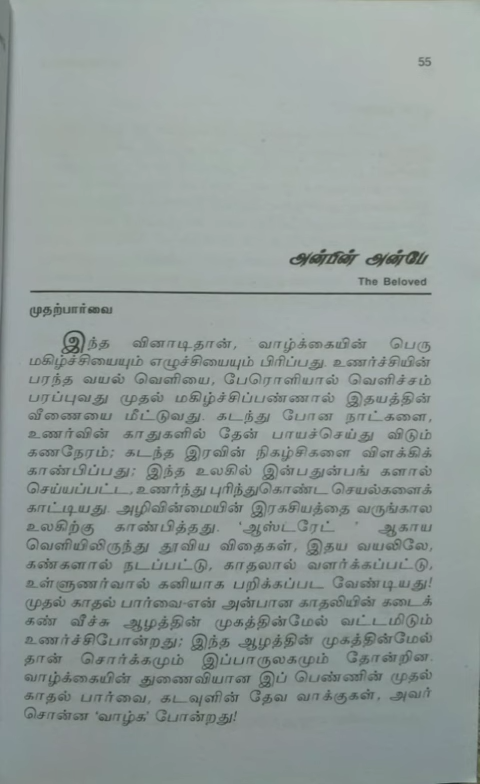 55
அன்பின் அன்பே
The Beloved
முதற்பார்வை
இந்த வினாடிதான், வாழ்க்கையின் பெரு
மகிழ்ச்சியையும் எழுச்சியையும் பிரிப்பது. உணர்ச்சியின்
பரந்த வயல் வெளியை, பேரொளியால் வெளிச்சம்
பரப்புவது முதல் மகிழ்ச்சிப்பண்ணால் இதயத்தின்
வீணையை மீட்டுவது. கடந்து போன நாட்களை,
உணர்வின் காதுகளில் தேன் பாயச்செய்து விடும்
கணநேரம்; கடந்த இரவின் நிகழ்சிகளை விளக்கிக்
காண்பிப்பது; இந்த உலகில் இன்பதுன்பங் களால்
செய்யப்பட்ட, உணர்ந்து புரிந்துகொண்ட செயல்களைக்
காட்டியது. அழிவின்மையின் இரகசியத்தை வருங்கால
உலகிற்கு காண்பித்தது. 'ஆஸ்டரேட் ' ஆகாய
வெளியிலிருந்து தூவிய விதைகள், இதய வயலிலே,
கண்களால் நடப்பட்டு, காதலால் வளர்க்கப்பட்டு,
உள்ளுணர்வால் கனியாக பறிக்கப்பட வேண்டியது!
முதல் காதல் பார்வை-என் அன்பான காதலியின் கடைக்
கண் வீச்சு ஆழத்தின் முகத்தின்மேல் வட்டமிடும்
உணர்ச்சிபோன்றது; இந்த ஆழத்தின் முகத்தின்மேல்
தான் சொர்க்கமும் இப்பாருலகமும் தோன்றின.
வாழ்க்கையின் துணைவியான இப் பெண்ணின் முதல்
காதல் பார்வை, கடவுளின் தேவ வாக்குகள், அவர்
சொன்ன 'வாழ்க' போன்றது!